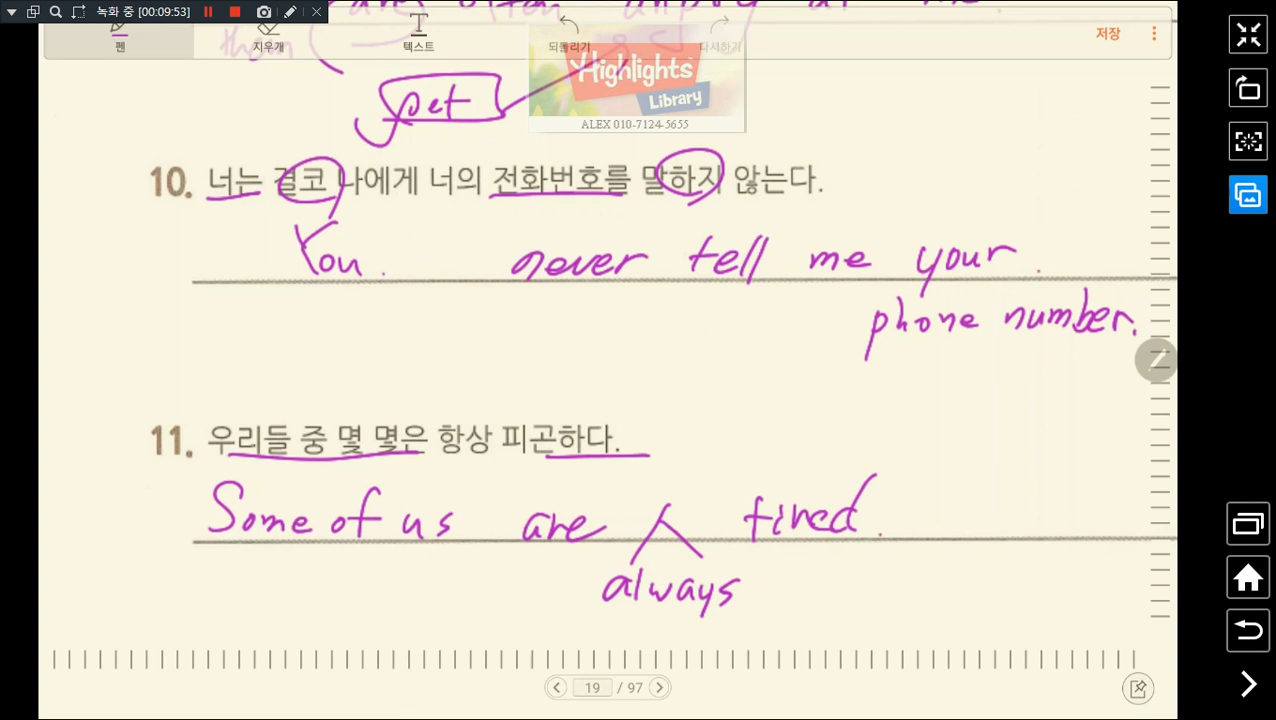 녹화 중 [00:09:53]
often
me.
펜
지우개
텍스트
되돌리기
다시하기
저장
then
Highlights
Library
ALEX 010-7124-5655
pet
10. 너는 결코 나에게 너의 전화번호를 말하지 않는다.
You. never tell me your.
phone number.
11. 우리들 중 몇 몇은 항상 피곤하다.
Some of us are tired.
always
19 / 97